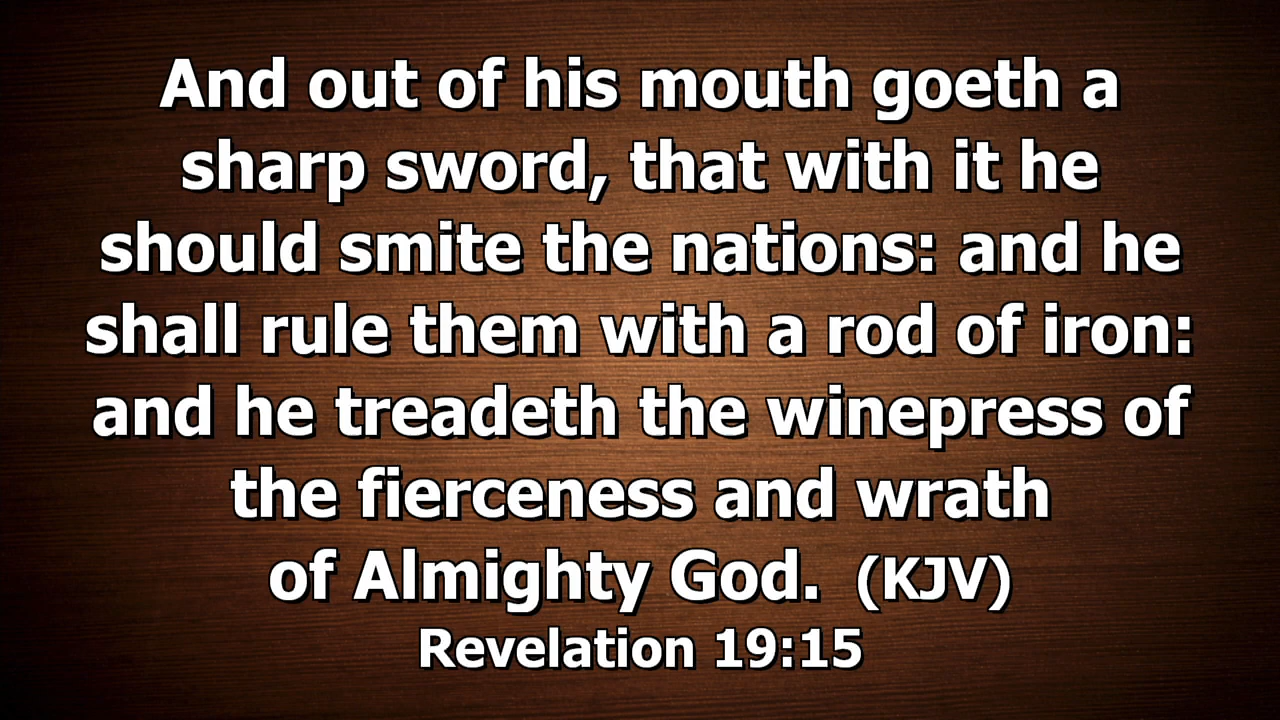 And out of his mouth goeth a
sharp sword, that with it he
should smite the nations: and he
shall rule them with a rod of iron:
and he treadeth the winepress of
the fierceness and wrath
of Almighty God. (KJV)
Revelation 19:15